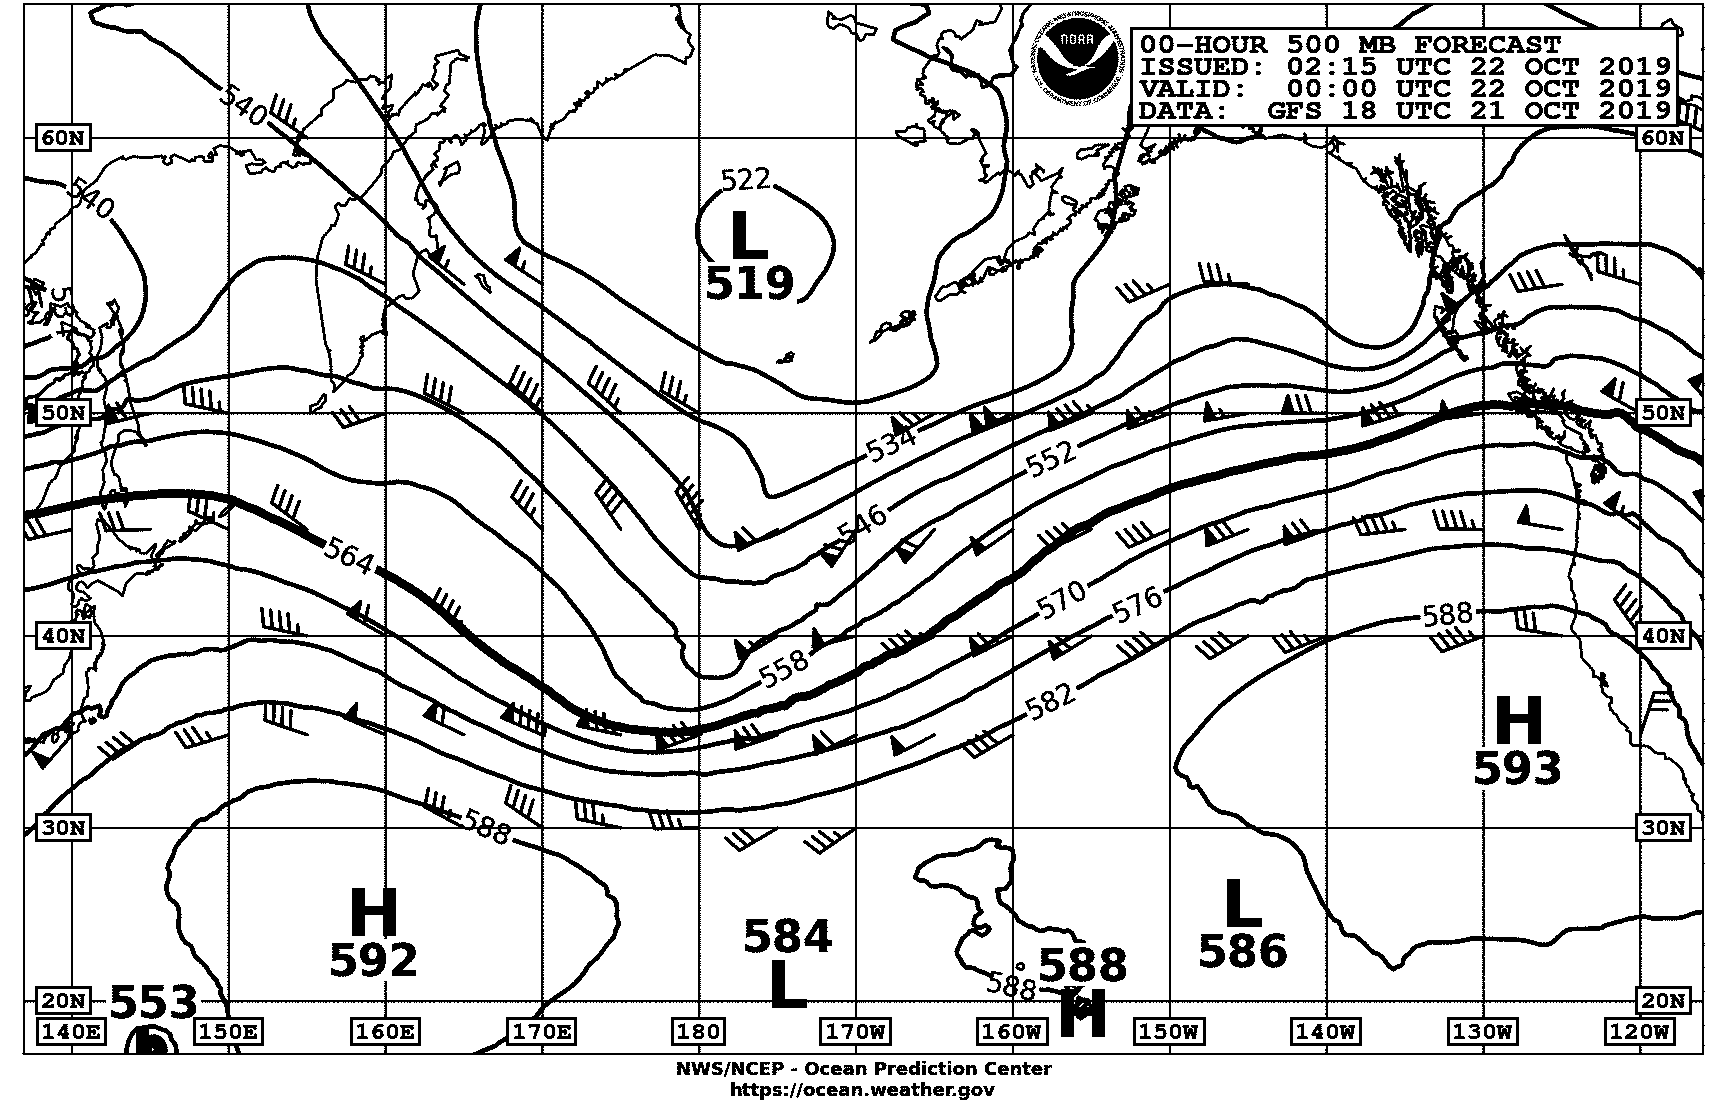 NOAA
00-HOUR 500 MB FORECAST
ISSUED: 02:15 UTC 22 OCT 2019
VALID: 00:00 UTC 22 OCT 2019
DATA: GFS 18 UTC 21 OCT 2019
540
60N
60N
522
540
L
519
534
50N
50N
534
552
546
564
570
576
588
40N
40N
558
582
H
593
588
30N
30N
H
592
584
L
L
586
588
588
H
20N
553
20N
140E 150E 160E 170E 180 170W 160W 150W 140W 130W 120W
NWS/NCEP - Ocean Prediction Center
https://ocean.weather.gov